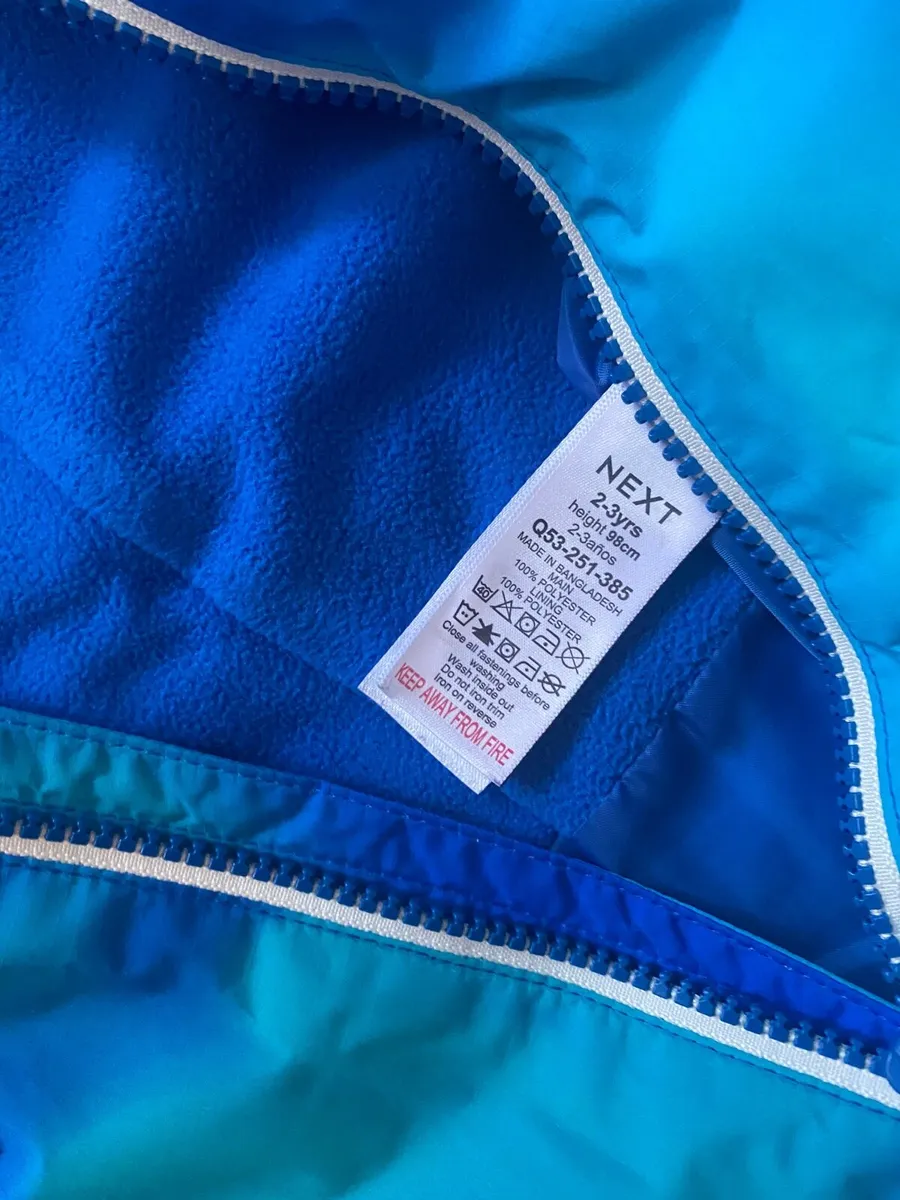 NEXT
2-3yrs
height 98cm
2-3años
Q53-251-385
MADE IN BANGLADESH
MAIN
100% POLYESTER
LINING
100% POLYESTER
40
Close all fastenings before
washing
Wash inside out
Do not iron trim
Iron on reverse
KEEP AWAY FROM FIRE